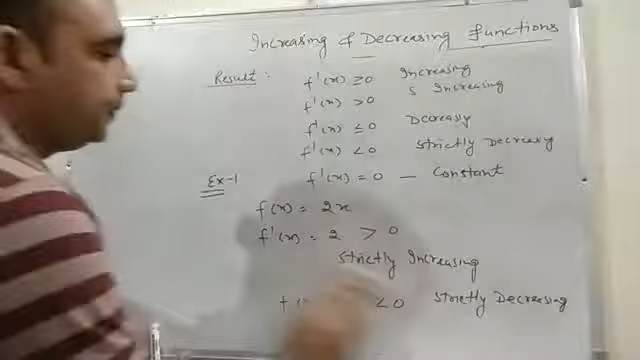 Increasing & Decreasing Functions
Result : f'(x) ≥ 0 Increasing
f'(x) > 0 S Increasing
f'(x) ≤ 0 Decreasing
f'(x) < 0 Strictly Decreasing
Ex-1 f'(x) = 0 — Constant
f(x) = 2x
f'(x) = 2 > 0
Strictly Increasing
< 0 Strictly Decreasing